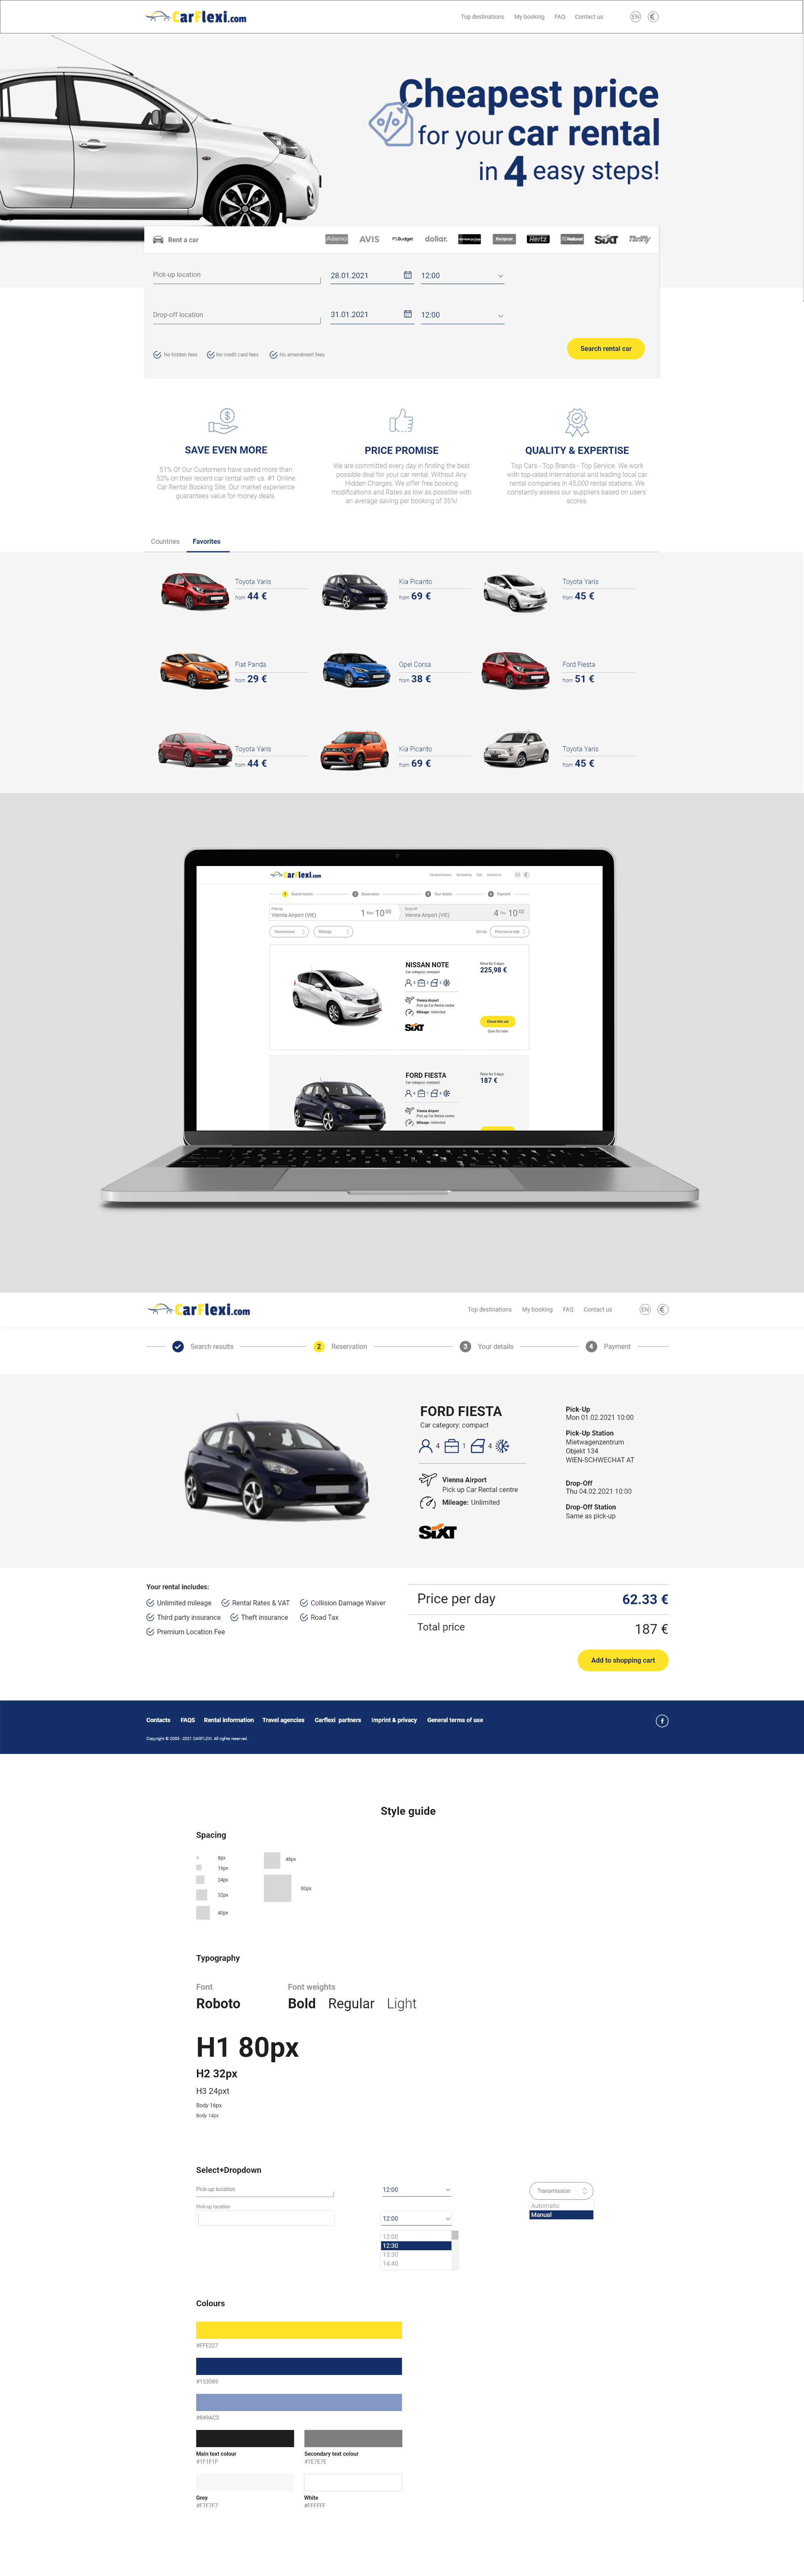 CarFlexi.com
Top destinations My booking FAQ Contact us EN €
Cheapest price
for your car rental
in 4 easy steps!
Rent a car
AVIS Budget dollar. Hertz National SIXT Thrifty
Pick-up location 28.01.2021 12:00
Drop-off location 31.01.2021 12:00
No hidden fees No credit card fees No amendment fees
Search rental car
SAVE EVEN MORE
51% Of Our Customers have saved more than
53% on their recent car rental with us. #1 Online
Car Rental Booking Site. Our market experience
guarantees value for money deals.
PRICE PROMISE
We are committed every day in finding the best
possible deal for your car rental. Without Any
Hidden Charges. We offer free booking
modifications and Rates as low as possible with
an average saving per booking of 35%!
QUALITY & EXPERTISE
Top Cars - Top Brands - Top Service. We work
with top-rated international and leading local car
rental companies in 45,000 rental stations. We
constantly assess our suppliers based on users'
scores.
Countries Favorites
Toyota Yaris
from 44 €
Kia Picanto
from 69 €
Toyota Yaris
from 45 €
Fiat Panda
from 29 €
Opel Corsa
from 38 €
Ford Fiesta
from 51 €
Toyota Yaris
from 44 €
Kia Picanto
from 69 €
Toyota Yaris
from 45 €
CarFlexi.com
Top destinations My booking FAQ Contact us
1 Search results 2 Reservation 3 Your details 4 Payment
Pick-up
Vienna Airport (VIE)
1 10:00
Drop-off
Vienna Airport (VIE)
4 10:00
Transmission Mileage Sort by Price low to high
NISSAN NOTE
Car category: compact
Vienna Airport
Pick up Car Rental centre
Mileage: Unlimited
SIXT
Price for 3 days:
225,98 €
Chose this car
Save for later
FORD FIESTA
Car category: compact
Vienna Airport
Pick up Car Rental centre
Mileage: Unlimited
Price for 3 days:
187 €
CarFlexi.com
Top destinations My booking FAQ Contact us EN €
Search results 2 Reservation 3 Your details 4 Payment
FORD FIESTA
Car category: compact
4 1 4
Vienna Airport
Pick up Car Rental centre
Mileage: Unlimited
SIXT
Pick-Up
Mon 01.02.2021 10:00
Pick-Up Station
Mietwagenzentrum
Objekt 134
WIEN-SCHWECHAT AT
Drop-Off
Thu 04.02.2021 10:00
Drop-Off Station
Same as pick-up
Your rental includes:
Unlimited mileage Rental Rates & VAT Collision Damage Waiver
Third party insurance Theft insurance Road Tax
Premium Location Fee
Price per day 62.33 €
Total price 187 €
Add to shopping cart
Contacts FAQS Rental information Travel agencies Carflexi partners Imprint & privacy General terms of use f
Copyright © 2003 - 2021 CARFLEXI. All rights reserved.
Style guide
Spacing
8px
16px
24px
32px
40px
48px
80px
Typography
Font Font weights
Roboto Bold Regular Light
H1 80px
H2 32px
H3 24pxt
Body 16px
Body 14px
Select+Dropdown
Pick-up location 12:00 Transmission
Automatic
Manual
Pick up location
12:00
12:00
12:30
13:30
14:40
Colours
#FFE227
#153069
#849AC3
Main text colour
#1F1F1F
Secondary text colour
#7E7E7E
Grey
#F7F7F7
White
#FFFFFF